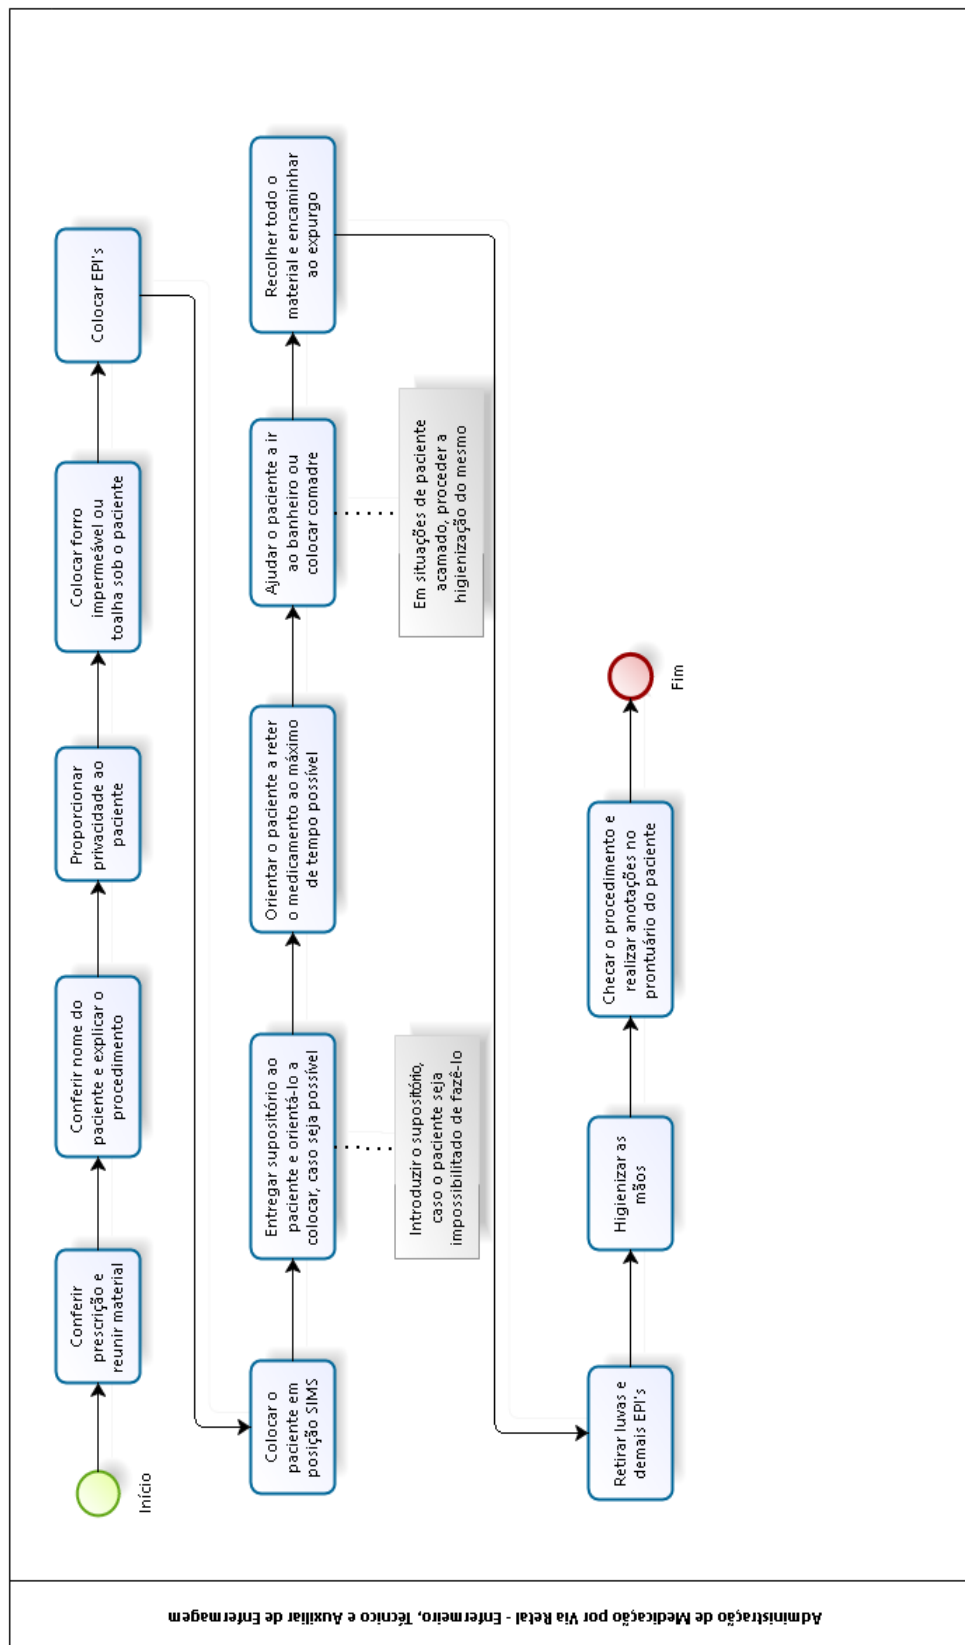 Administração de Medicação por Via Retal - Enfermeiro, Técnico e Auxiliar de Enfermagem
Início
Conferir
prescrição e
reunir material
Conferir nome do
paciente e explicar o
procedimento
Proporcionar
privacidade ao
paciente
Colocar forro
impermeável ou
toalha sob o paciente
Colocar EPI's
Colocar o
paciente em
posição SIMS
Entregar supositório ao
paciente e orientá-lo a
colocar, caso seja possível
Introduzir o supositório,
caso o paciente seja
impossibilitado de fazê-lo
Orientar o paciente a reter
o medicamento ao máximo
de tempo possível
Ajudar o paciente a ir
ao banheiro ou
colocar comadre
Em situações de paciente
acamado, proceder a
higienização do mesmo
Recolher todo o
material e encaminhar
ao expurgo
Retirar luvas e
demais EPI's
Higienizar as
mãos
Checar o procedimento e
realizar anotações no
prontuário do paciente
Fim